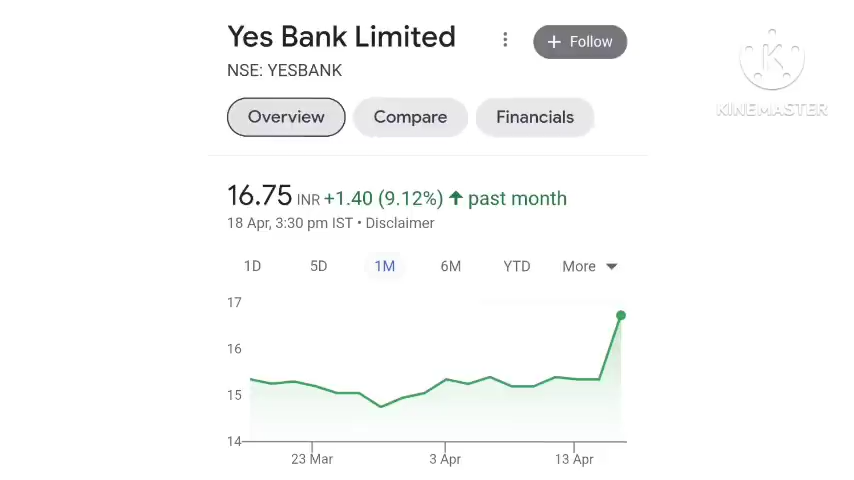 Yes Bank Limited
+ Follow
NSE: YESBANK
KINEMASTER
Overview
Compare
Financials
16.75 INR +1.40 (9.12%) ↑ past month
18 Apr, 3:30 pm IST • Disclaimer
1D 5D 1M 6M YTD More
17
16
15
14
23 Mar 3 Apr 13 Apr